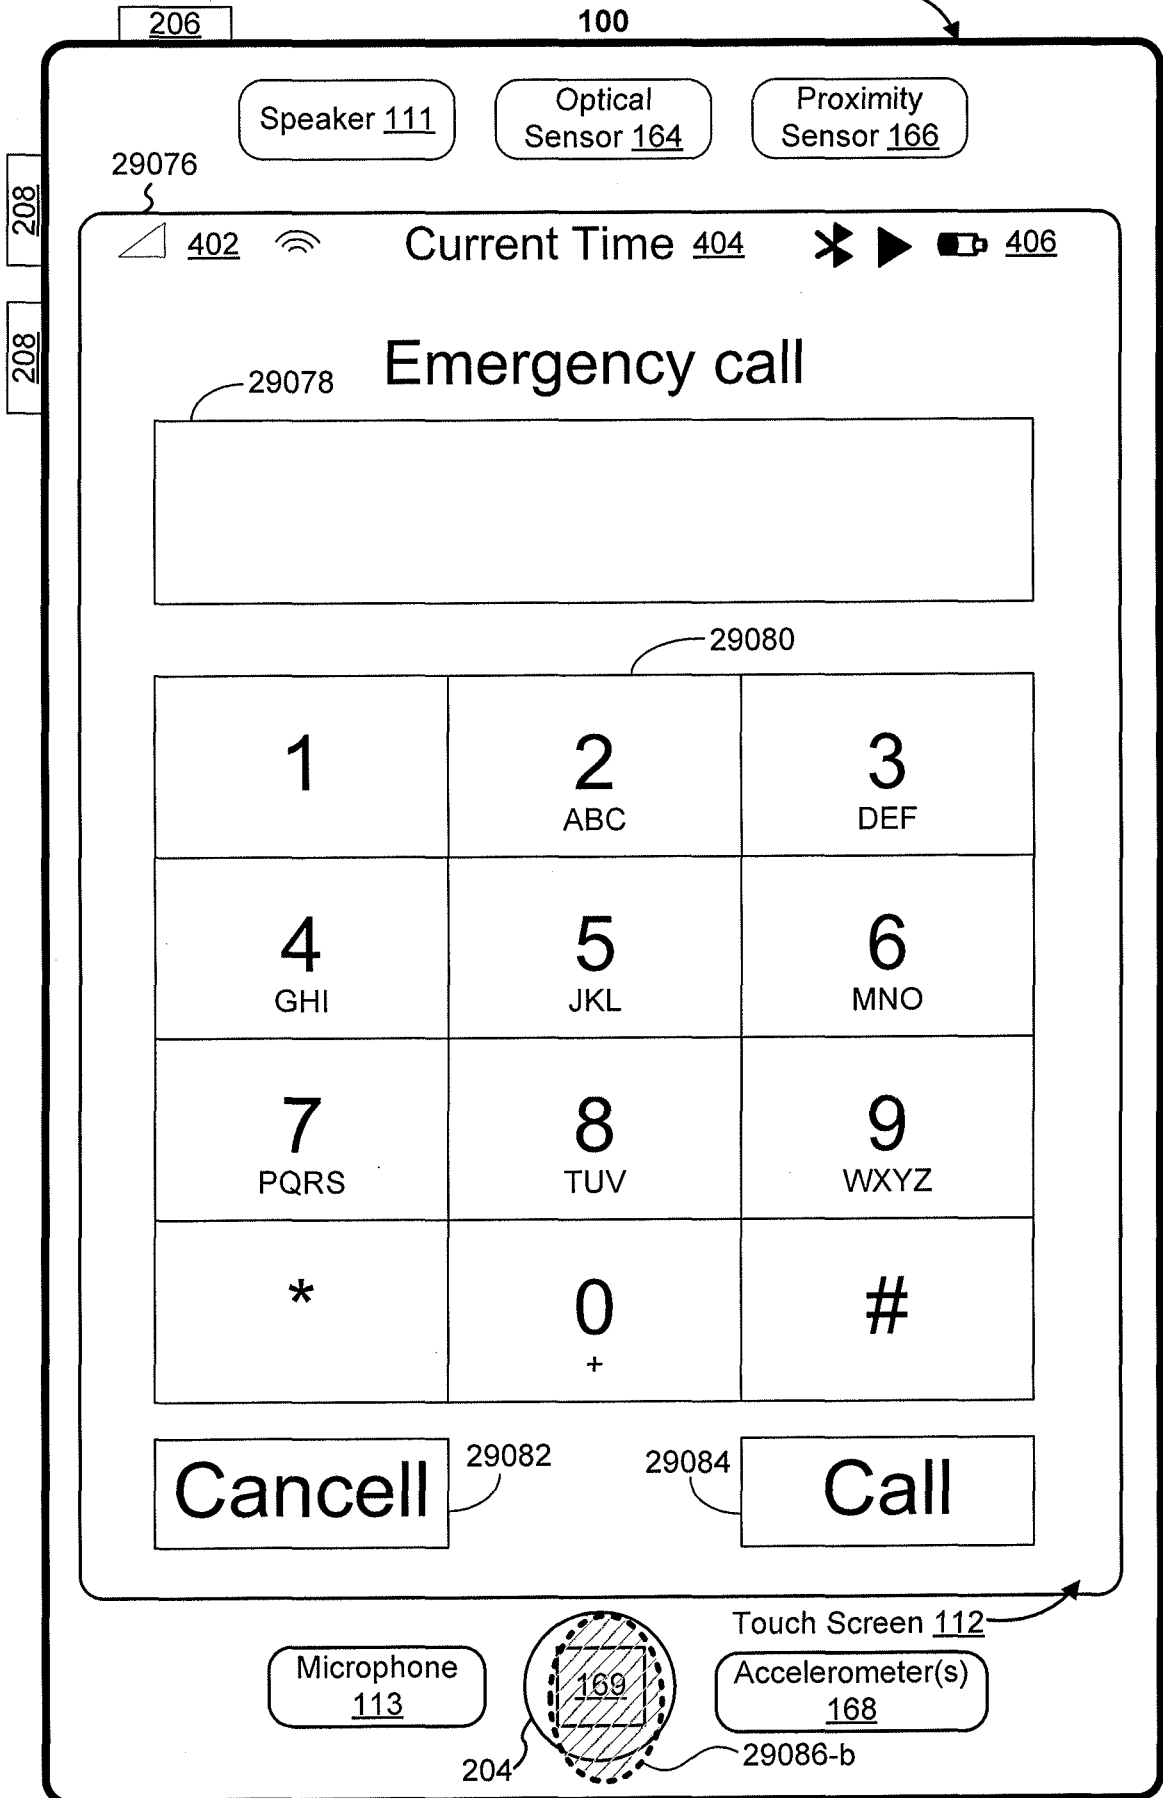 206
100
Speaker 111
Optical
Sensor 164
Proximity
Sensor 166
29076
208
402
Current Time 404
406
208
Emergency call
29078
29080
1
2
ABC
3
DEF
4
GHI
5
JKL
6
MNO
7
PQRS
8
TUV
9
WXYZ
*
0
+
#
Cancell
29082
29084
Call
Touch Screen 112
Microphone
113
169
Accelerometer(s)
168
204
29086-b